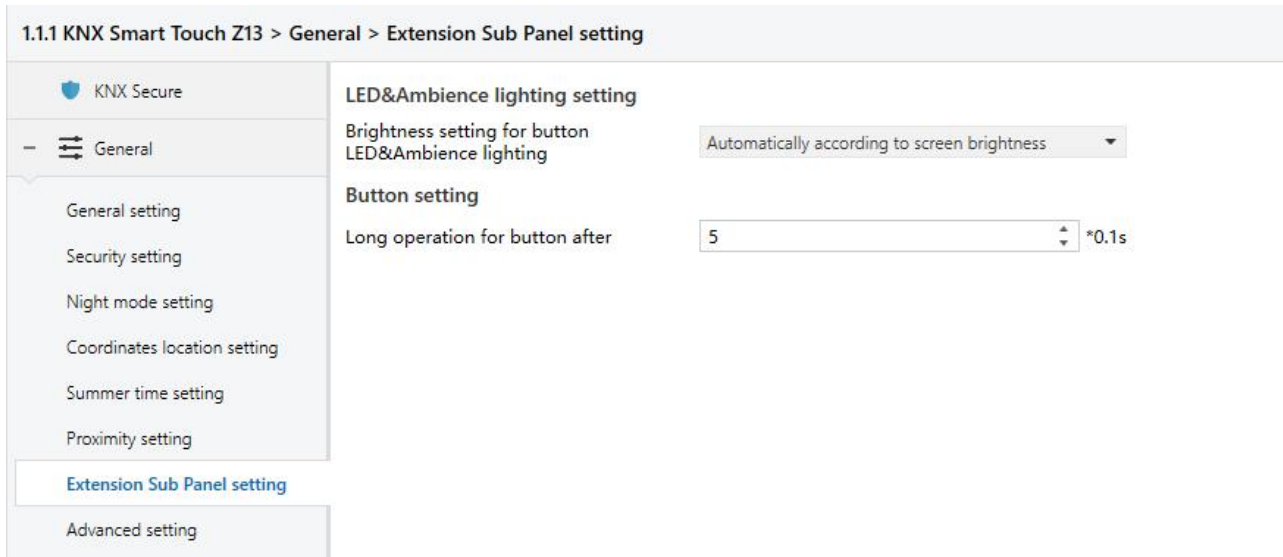 1.1.1 KNX Smart Touch Z13 > General > Extension Sub Panel setting
KNX Secure
General
General setting
Security setting
Night mode setting
Coordinates location setting
Summer time setting
Proximity setting
Extension Sub Panel setting
Advanced setting
LED&Ambience lighting setting
Brightness setting for button
LED&Ambience lighting
Automatically according to screen brightness
Button setting
Long operation for button after
5
*0.1s